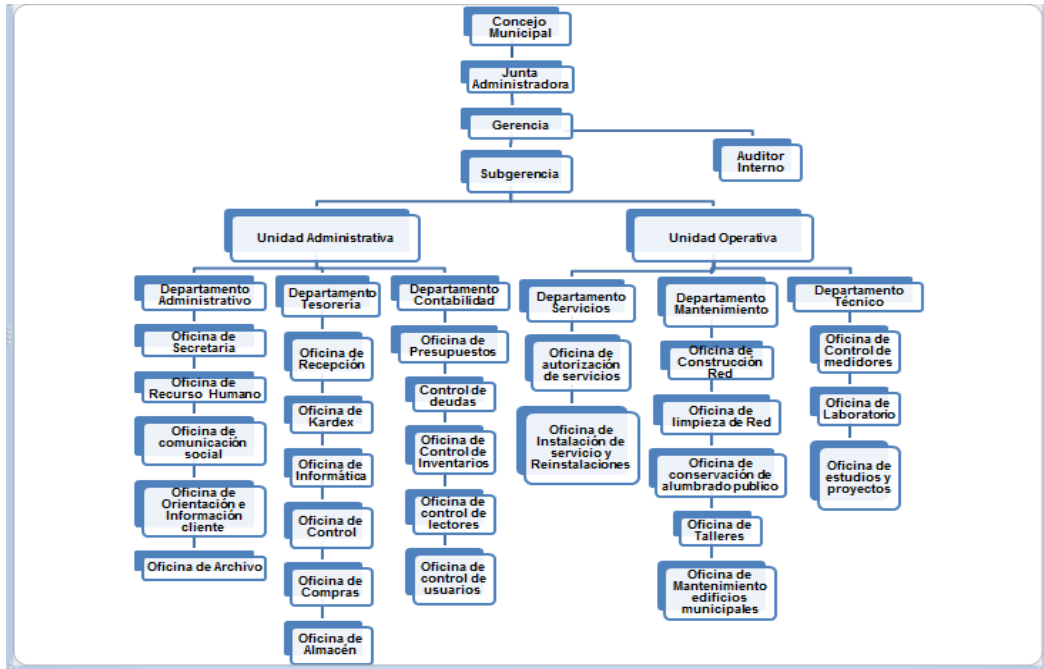 Concejo
Municipal
Junta
Administradora
Gerencia
Auditor
Interno
Subgerencia
Unidad Administrativa
Unidad Operativa
Departamento
Administrativo
Oficina de
Secretaria
Oficina de
Recurso Humano
Oficina de
comunicación
social
Oficina de
Orientación e
Información
cliente
Oficina de Archivo
Departamento
Tesorería
Oficina de
Recepción
Oficina de
Kardex
Oficina de
Informática
Oficina de
Control
Oficina de
Compras
Oficina de
Almacén
Departamento
Contabilidad
Oficina de
Presupuestos
Control de
deudas
Oficina de
Control de
Inventarios
Oficina de
control de
lectores
Oficina de
control de
usuarios
Departamento
Servicios
Oficina de
autorización
de servicios
Oficina de
Instalación de
servicio y
Reinstalaciones
Departamento
Mantenimiento
Oficina de
Construcción
Red
Oficina de
limpieza de Red
Oficina de
conservación de
alumbrado publico
Oficina de
Talleres
Oficina de
Mantenimiento
edificios
municipales
Departamento
Técnico
Oficina de
Control de
medidores
Oficina de
Laboratorio
Oficina de
estudios y
proyectos